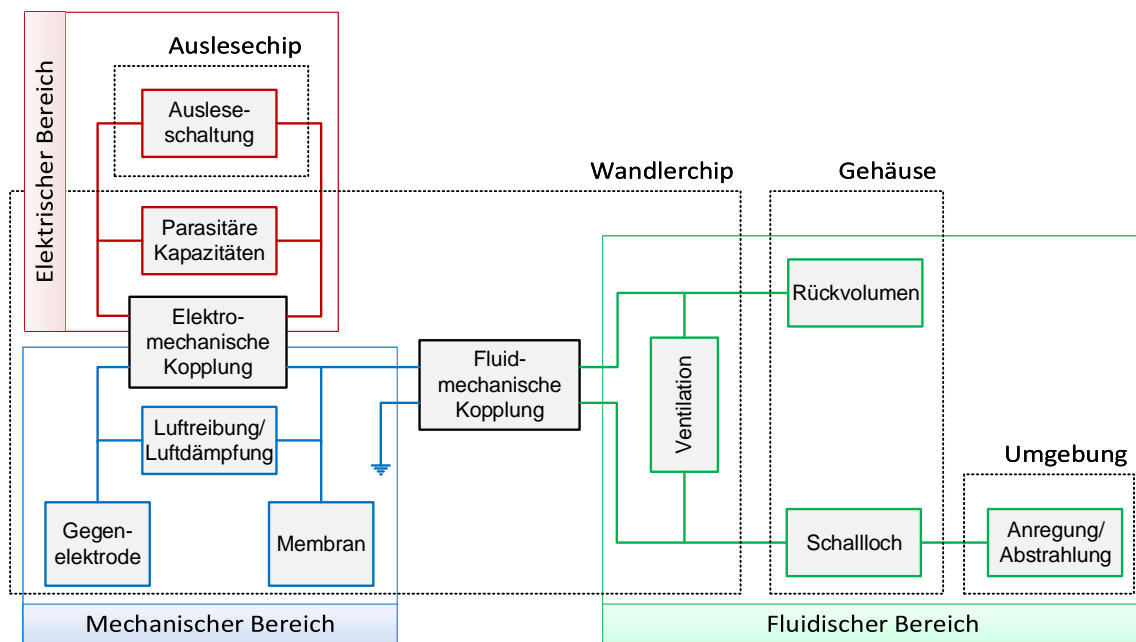 Elektrischer Bereich
Auslesechip
Auslese-
schaltung
Wandlerchip
Gehäuse
Parasitäre
Kapazitäten
Rückvolumen
Elektro-
mechanische
Kopplung
Fluid-
mechanische
Kopplung
Ventilation
Luftreibung/
Luftdämpfung
Umgebung
Gegen-
elektrode
Membran
Schallloch
Anregung/
Abstrahlung
Mechanischer Bereich
Fluidischer Bereich